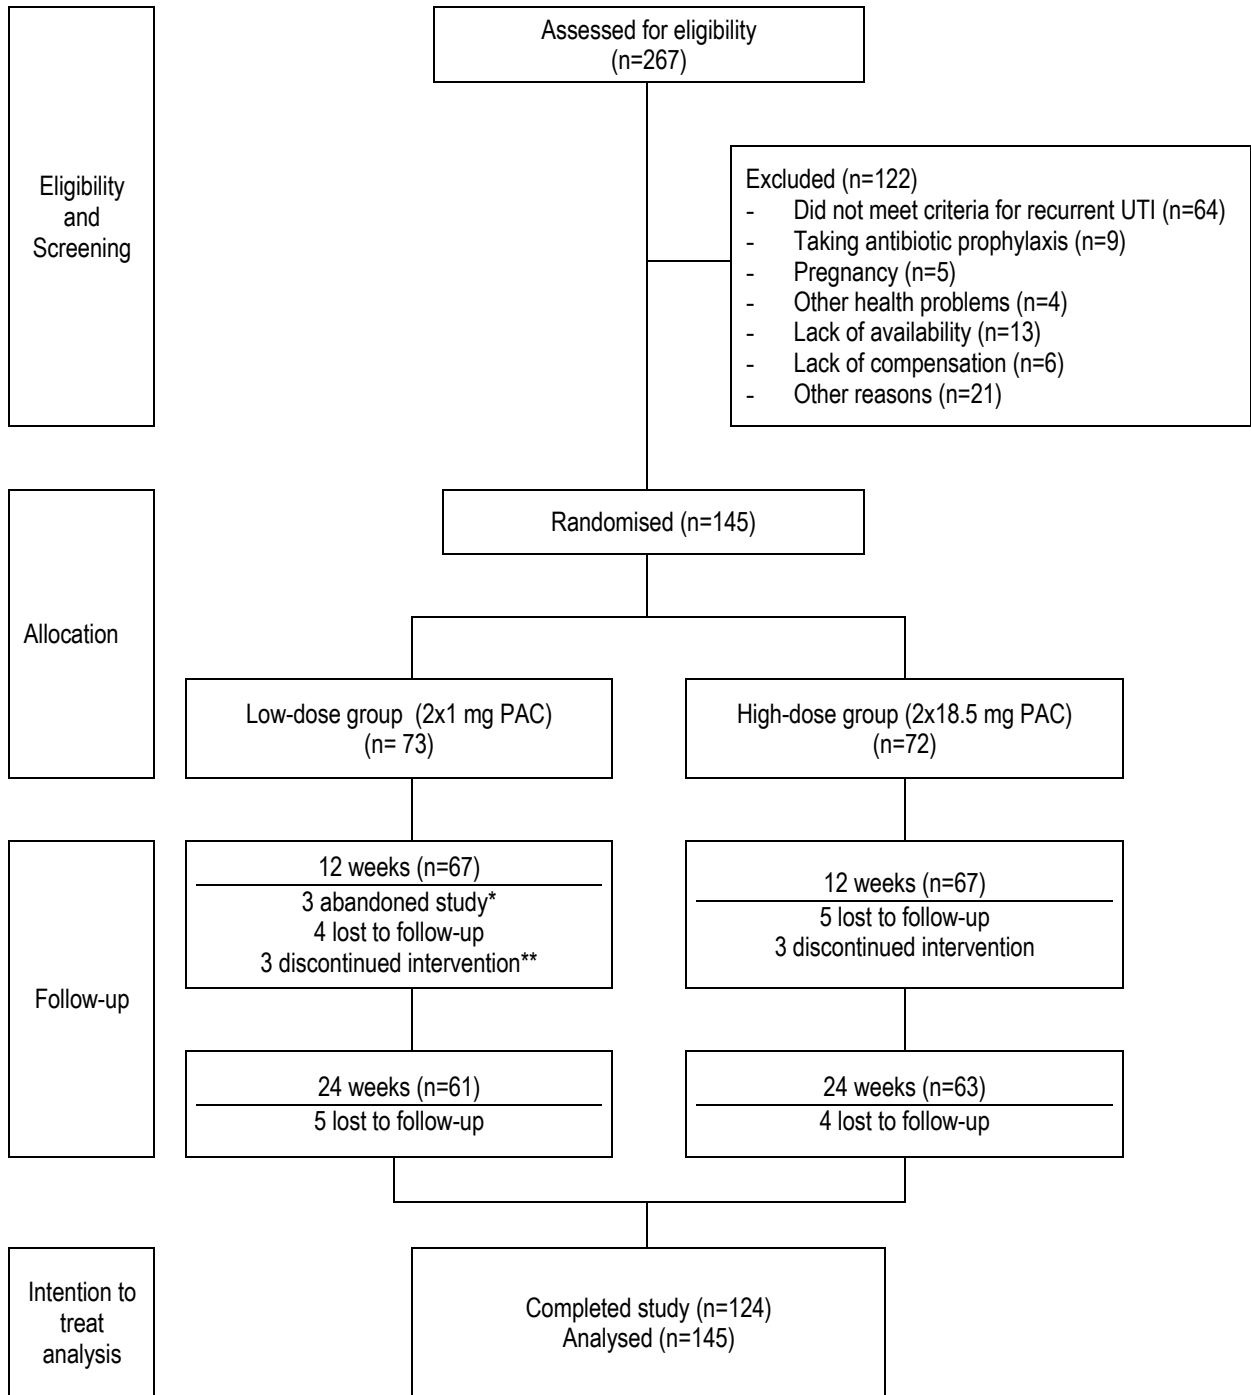 Assessed for eligibility
(n=267)
Eligibility
and
Screening
Excluded (n=122)
- Did not meet criteria for recurrent UTI (n=64)
- Taking antibiotic prophylaxis (n=9)
- Pregnancy (n=5)
- Other health problems (n=4)
- Lack of availability (n=13)
- Lack of compensation (n=6)
- Other reasons (n=21)
Allocation
Randomised (n=145)
Low-dose group (2x1 mg PAC)
(n= 73)
High-dose group (2x18.5 mg PAC)
(n=72)
Follow-up
12 weeks (n=67)
3 abandoned study*
4 lost to follow-up
3 discontinued intervention**
12 weeks (n=67)
5 lost to follow-up
3 discontinued intervention
24 weeks (n=61)
5 lost to follow-up
24 weeks (n=63)
4 lost to follow-up
Intention to
treat
analysis
Completed study (n=124)
Analysed (n=145)